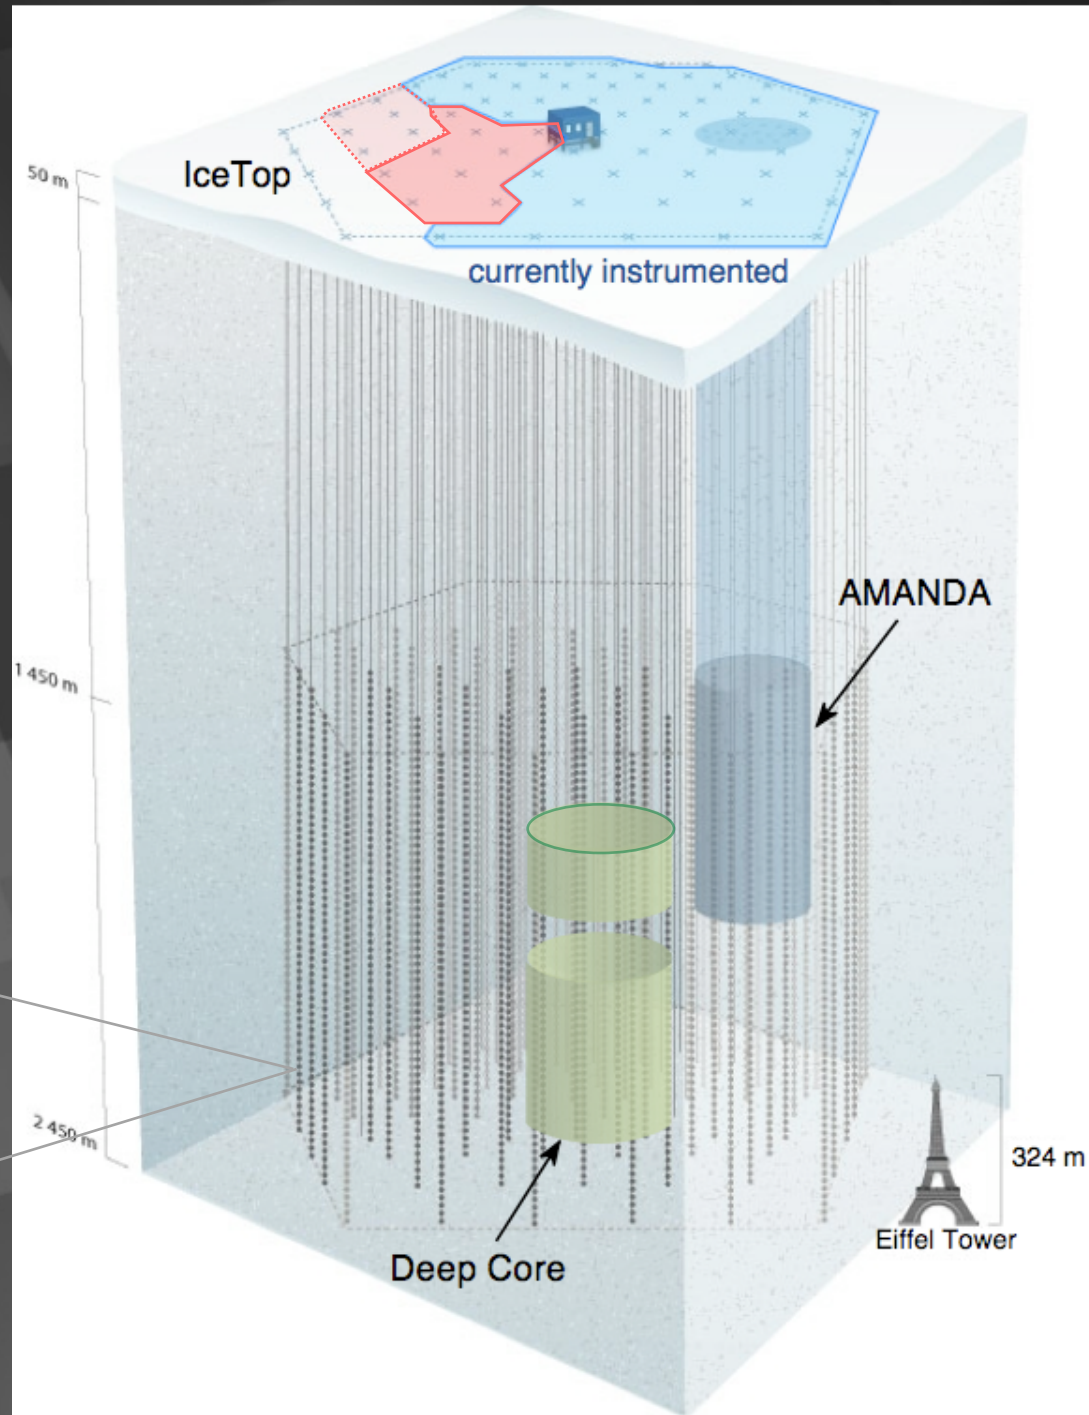 50 m
IceTop
currently instrumented
AMANDA
1 450 m
2 450 m
324 m
Eiffel Tower
Deep Core